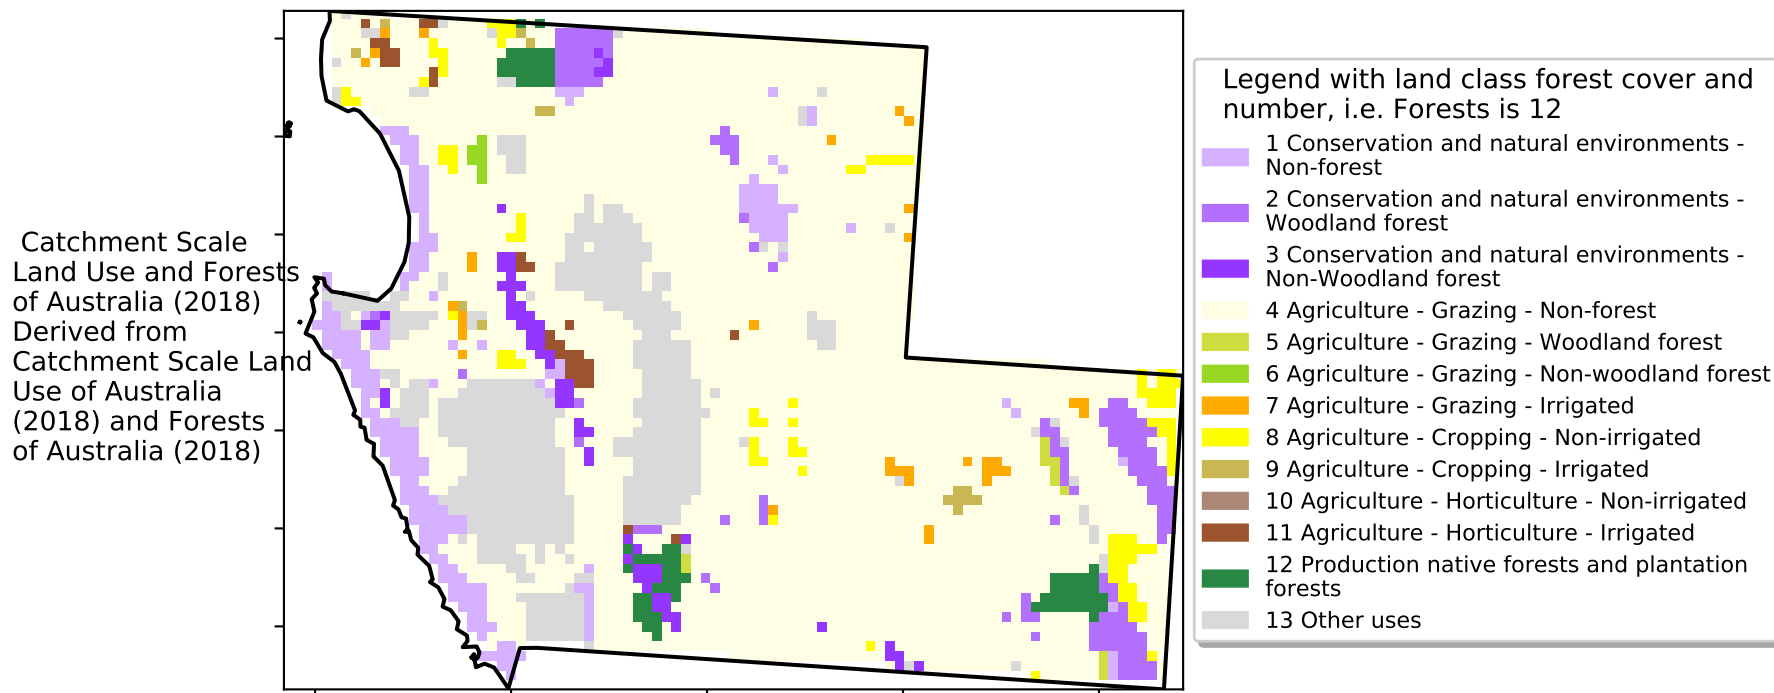 Catchment Scale
Land Use and Forests
of Australia (2018)
Derived from
Catchment Scale Land
Use of Australia
(2018) and Forests
of Australia (2018)
Legend with land class forest cover and
number, i.e. Forests is 12
1 Conservation and natural environments -
Non-forest
2 Conservation and natural environments -
Woodland forest
3 Conservation and natural environments -
Non-Woodland forest
4 Agriculture - Grazing - Non-forest
5 Agriculture - Grazing - Woodland forest
6 Agriculture - Grazing - Non-woodland forest
7 Agriculture - Grazing - Irrigated
8 Agriculture - Cropping - Non-irrigated
9 Agriculture - Cropping - Irrigated
10 Agriculture - Horticulture - Non-irrigated
11 Agriculture - Horticulture - Irrigated
12 Production native forests and plantation
forests
13 Other uses